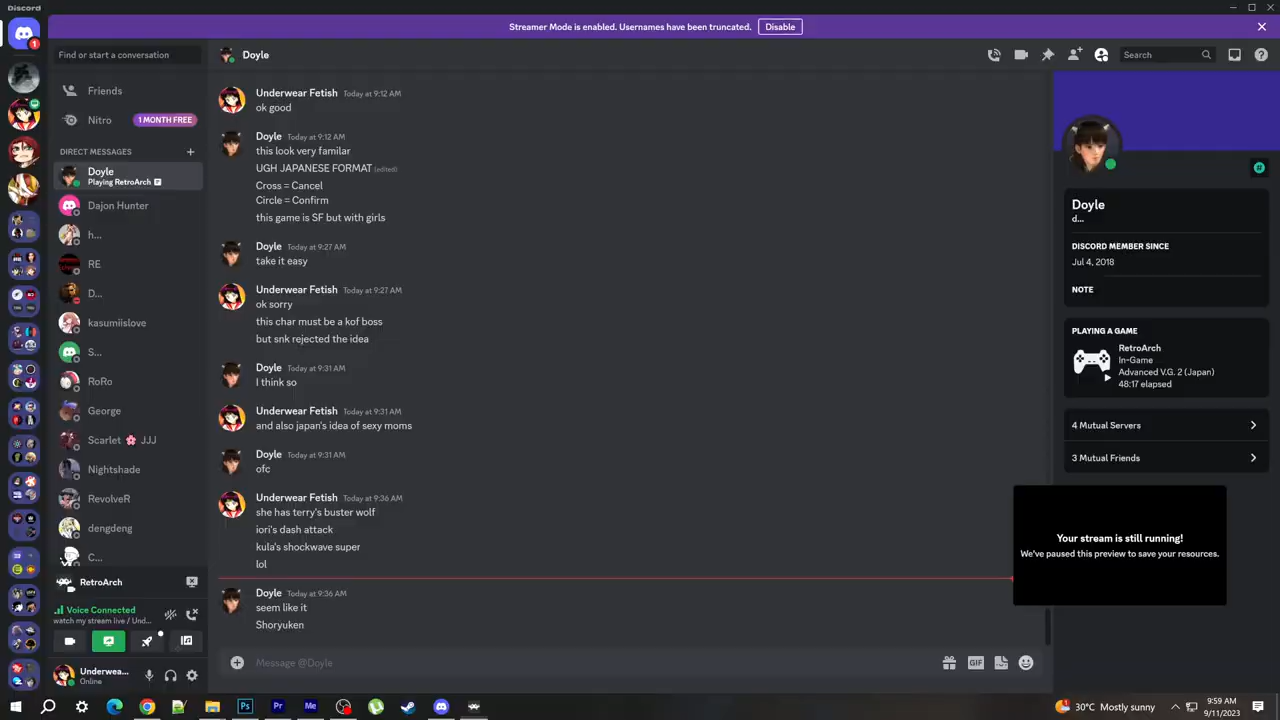 Discord
Streamer Mode is enabled. Usernames have been truncated.
Disable
Find or start a conversation
Doyle
Search
1
Friends
Nitro
1 MONTH FREE
DIRECT MESSAGES
Doyle
Playing RetroArch
Dajon Hunter
h...
RE
D...
kasumiislove
S...
RoRo
George
Scarlet 🌸 JJJ
Nightshade
RevolveR
dengdeng
C...
RetroArch
Voice Connected
watch my stream live / Und...
Underwea...
Online
Underwear Fetish Today at 9:12 AM
ok good
Doyle Today at 9:12 AM
this look very familar
UGH JAPANESE FORMAT (edited)
Cross = Cancel
Circle = Confirm
this game is SF but with girls
Doyle Today at 9:27 AM
take it easy
Underwear Fetish Today at 9:27 AM
ok sorry
this char must be a kof boss
but snk rejected the idea
Doyle Today at 9:31 AM
I think so
Underwear Fetish Today at 9:31 AM
and also japan's idea of sexy moms
Doyle Today at 9:31 AM
ofc
Underwear Fetish Today at 9:36 AM
she has terry's buster wolf
iori's dash attack
kula's shockwave super
lol
Doyle Today at 9:36 AM
seem like it
Shoryuken
Message @Doyle
GIF
Doyle
d...
DISCORD MEMBER SINCE
Jul 4, 2018
NOTE
PLAYING A GAME
RetroArch
In-Game
Advanced V.G. 2 (Japan)
48:17 elapsed
4 Mutual Servers
3 Mutual Friends
Your stream is still running!
We've paused this preview to save your resources.
Ps
Pr
Me
1
30°C Mostly sunny
9:59 AM
9/11/2023